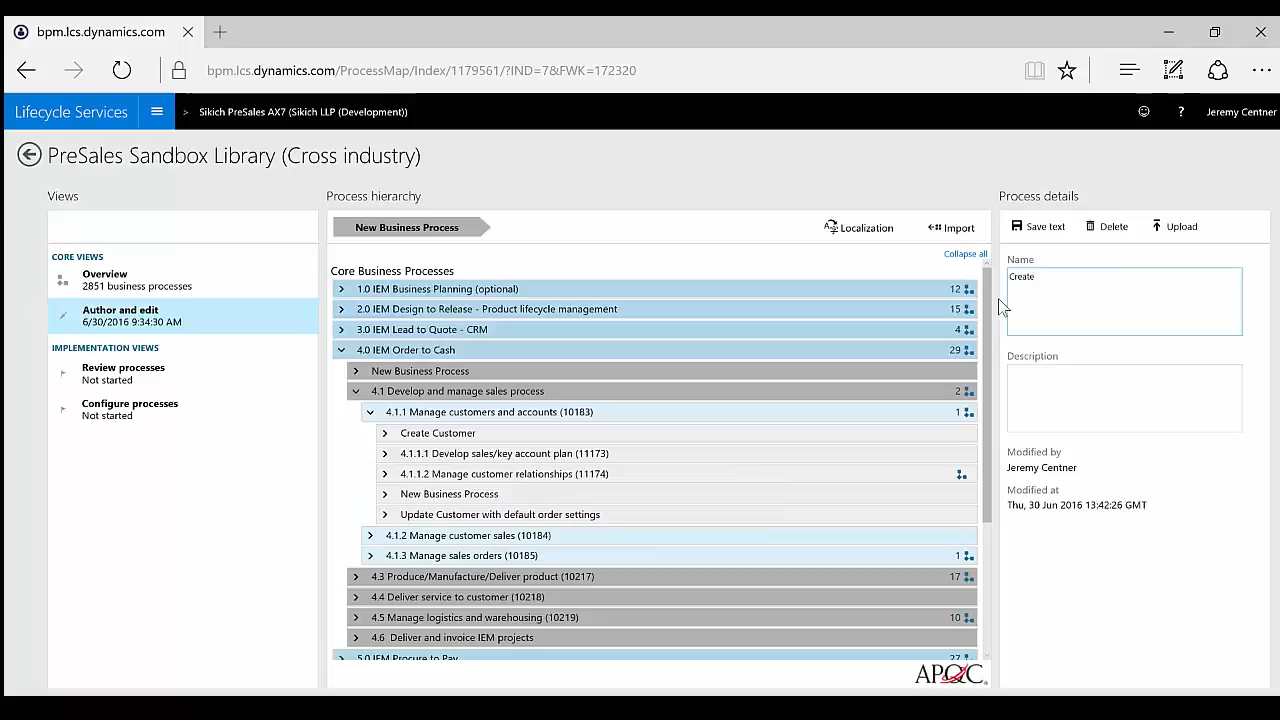 bpm.lcs.dynamics.com
bpm.lcs.dynamics.com/ProcessMap/Index/1179561/?IND=7&FWK=172320
Lifecycle Services > Sikich PreSales AX7 (Sikich LLP (Development)) ? Jeremy Centner
PreSales Sandbox Library (Cross industry)
Views
CORE VIEWS
Overview
2851 business processes
Author and edit
6/30/2016 9:34:30 AM
IMPLEMENTATION VIEWS
Review processes
Not started
Configure processes
Not started
Process hierarchy
New Business Process Localization Import
Collapse all
Core Business Processes
1.0 IEM Business Planning (optional) 12
2.0 IEM Design to Release - Product lifecycle management 15
3.0 IEM Lead to Quote - CRM 4
4.0 IEM Order to Cash 29
New Business Process
4.1 Develop and manage sales process 2
4.1.1 Manage customers and accounts (10183) 1
Create Customer
4.1.1.1 Develop sales/key account plan (11173)
4.1.1.2 Manage customer relationships (11174)
New Business Process
Update Customer with default order settings
4.1.2 Manage customer sales (10184)
4.1.3 Manage sales orders (10185) 1
4.3 Produce/Manufacture/Deliver product (10217) 17
4.4 Deliver service to customer (10218)
4.5 Manage logistics and warehousing (10219) 10
4.6 Deliver and invoice IEM projects
5.0 IEM Procure to Pay 27
APQC
Process details
Save text Delete Upload
Name
Create
Description
Modified by
Jeremy Centner
Modified at
Thu, 30 Jun 2016 13:42:26 GMT